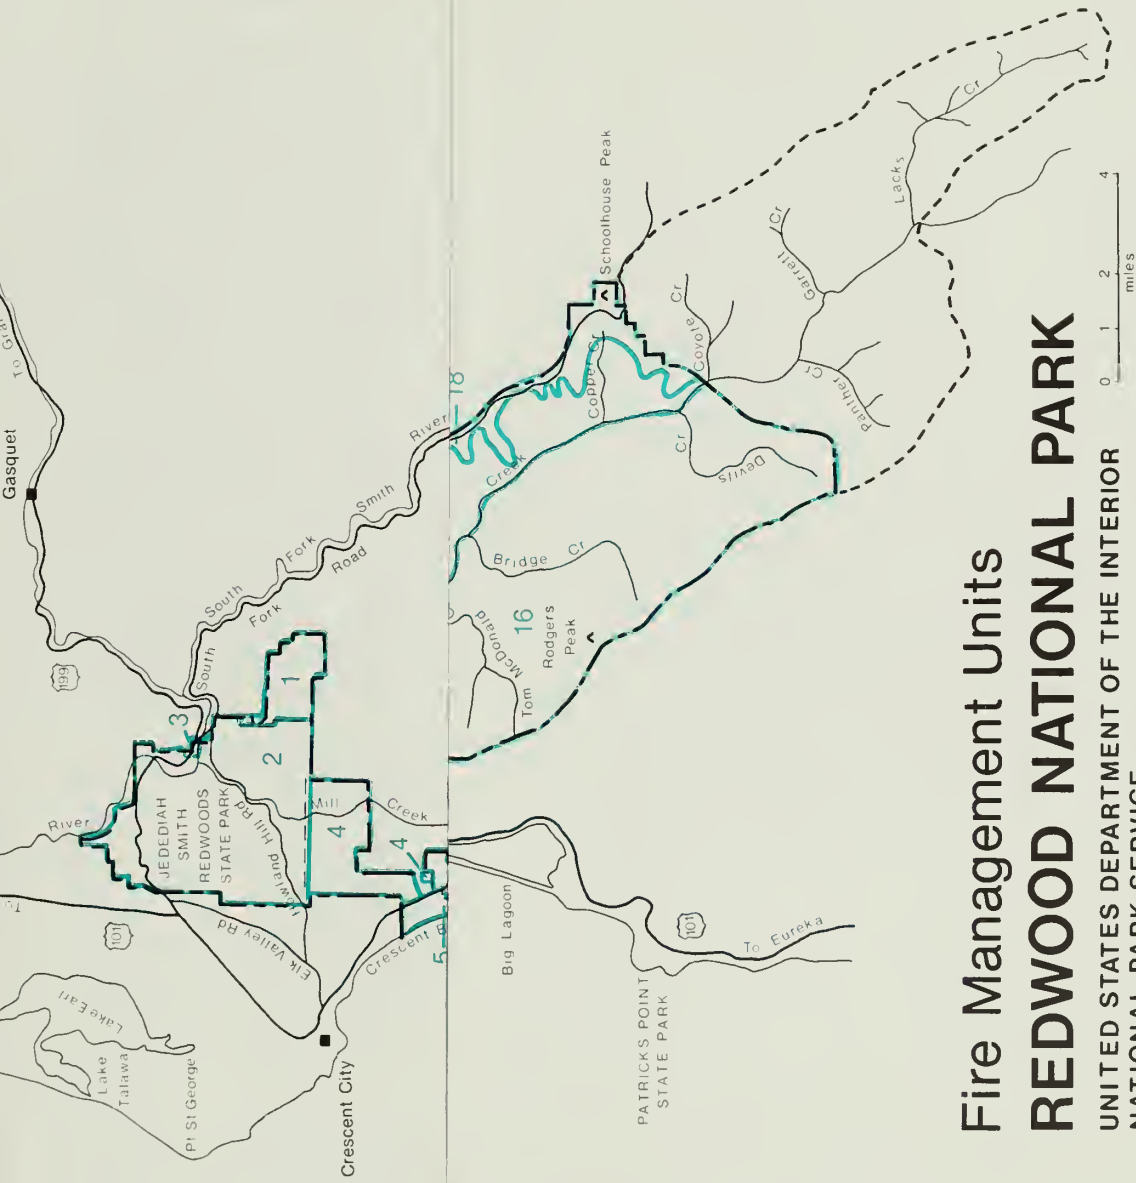 Gasquet
199
River
South
Fork
Smith
South
Fork
Road
River
3
1
2
JEDEDIAH
SMITH
REDWOODS
STATE PARK
Howland Hill Rd
Mill
Creek
4
4
101
Elk Valley Rd
Lake Earl
Lake
Talawa
Pt St George
Crescent City
5
18
Schoolhouse Peak
Copper Cr
Coyote Cr
Creek
Bridge Cr
Devils
Cr
Garrett Cr
Panther Cr
Lacks
Cr
McDonald
Tom
16
Rodgers
Peak
Big Lagoon
101
To Eureka
PATRICKS POINT
STATE PARK
0 1 2 4
miles
Fire Management Units
REDWOOD NATIONAL PARK
UNITED STATES DEPARTMENT OF THE INTERIOR
NATIONAL PARK SERVICE